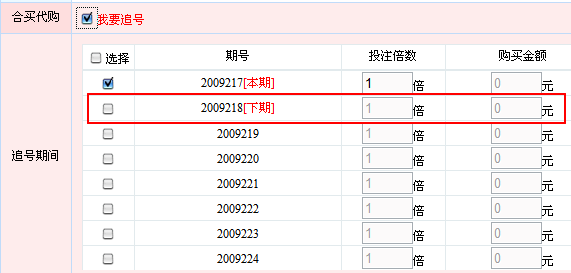 合买代购 我要追号
追号期间
选择 期号 投注倍数 购买金额
2009217[本期] 1倍 0元
2009218[下期] 1倍 0元
2009219 1倍 0元
2009220 1倍 0元
2009221 1倍 0元
2009222 1倍 0元
2009223 1倍 0元
2009224 1倍 0元